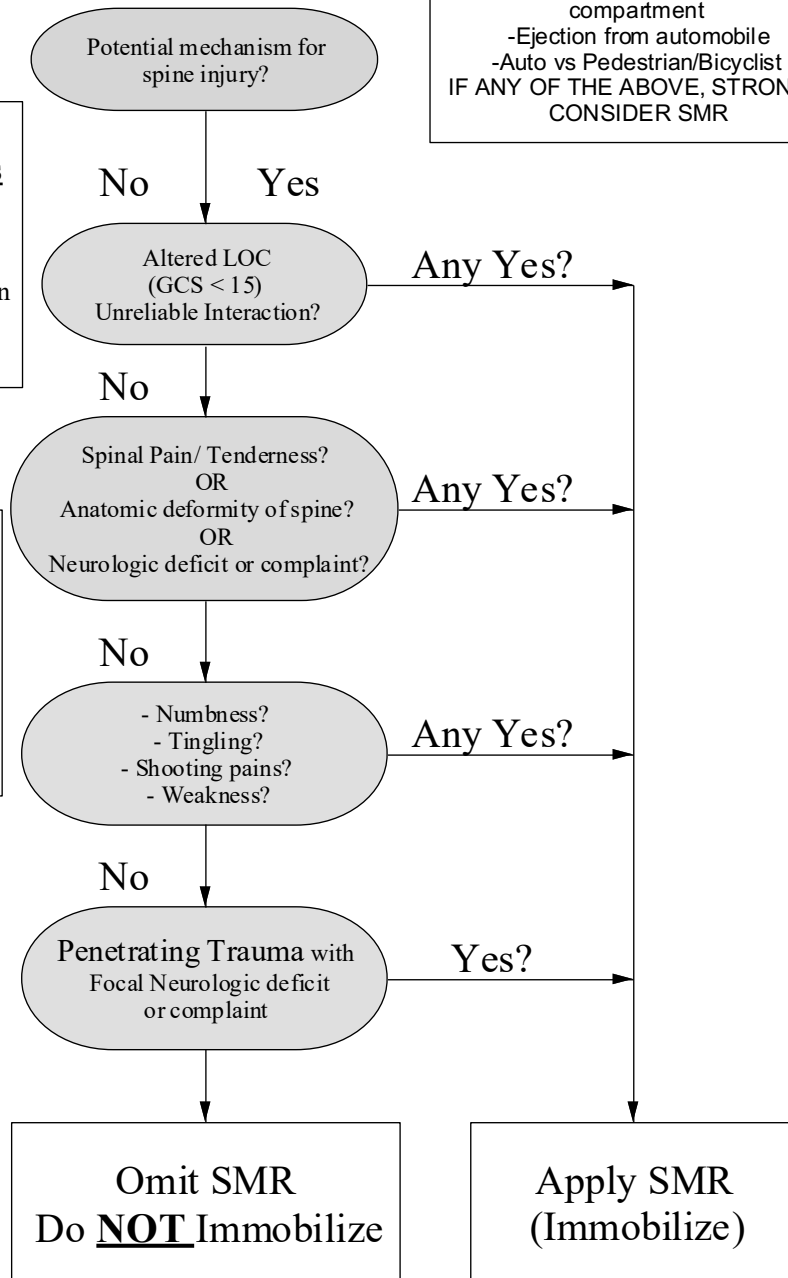 compartment
-Ejection from automobile
-Auto vs Pedestrian/Bicyclist
IF ANY OF THE ABOVE,
CONSIDER SMR
Potential mechanism for
spine injury?
No Yes
Altered LOC
(GCS < 15)
Unreliable Interaction?
Any Yes?
No
Spinal Pain/ Tenderness?
OR
Anatomic deformity of spine?
OR
Neurologic deficit or complaint?
Any Yes?
No
- Numbness?
- Tingling?
- Shooting pains?
- Weakness?
Any Yes?
No
Penetrating Trauma with
Focal Neurologic deficit
or complaint
Yes?
Omit SMR
Do NOT Immobilize
Apply SMR
(Immobilize)